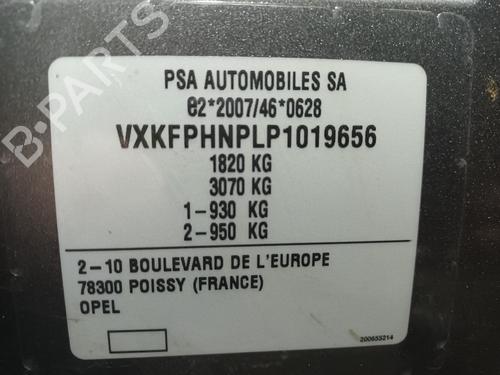 PSA AUTOMOBILES SA
e2*2007/46*0628
VXKFPHNPLP1019656
1820 KG
3070 KG
1-930 KG
2-950 KG
2-10 BOULEVARD DE L'EUROPE
78300 POISSY (FRANCE)
OPEL
200653214
B-PARTS